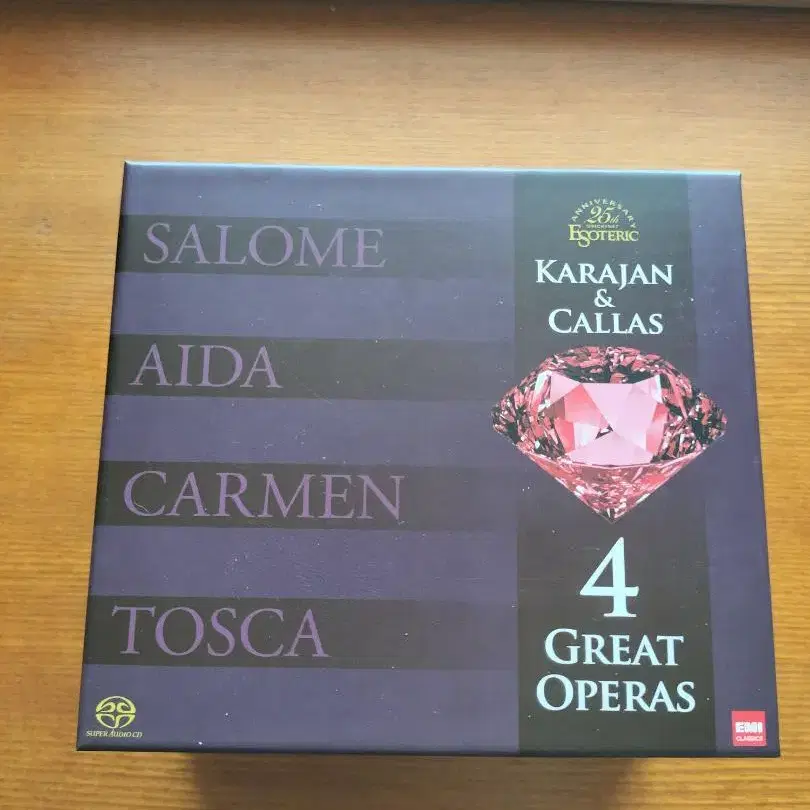 SALOME
AIDA
CARMEN
TOSCA
SUPER AUDIO CD
ANNIVERSARY
25th
ESOTERIC
KARAJAN
&
CALLAS
4
GREAT
OPERAS
EMI
CLASSICS